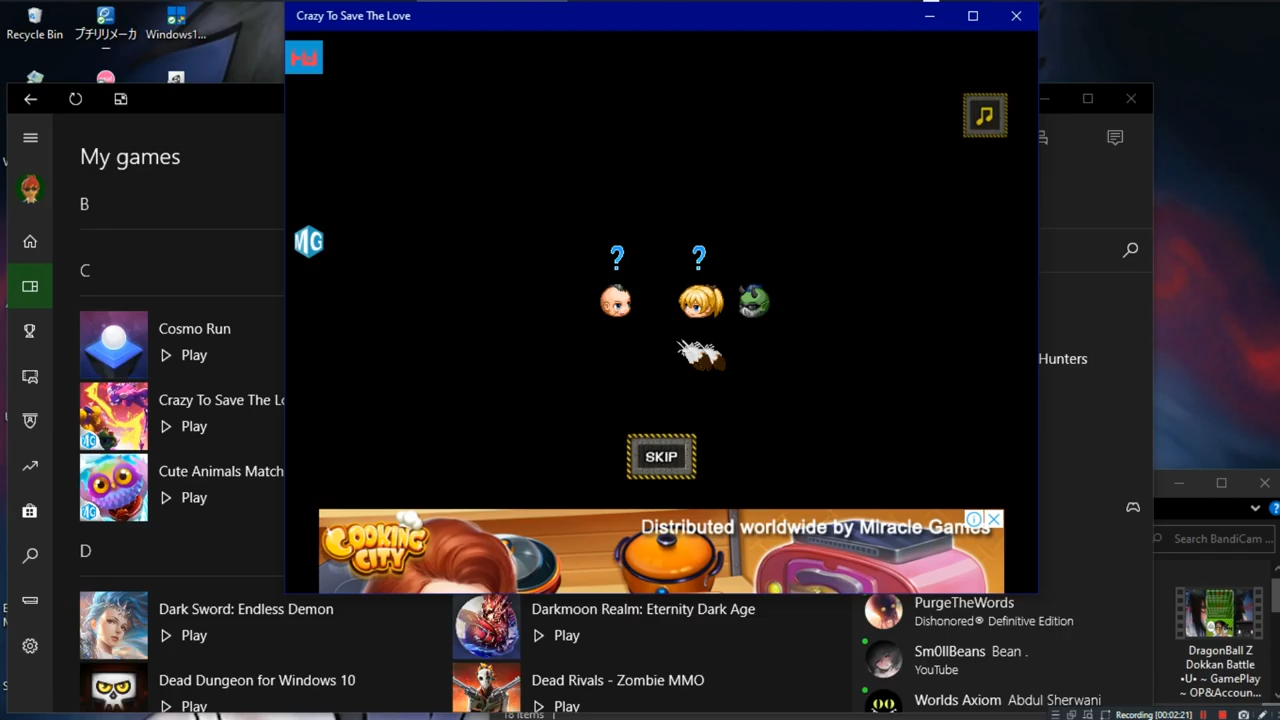 Recycle Bin
プチリメーカ
ー
Windows1...
Crazy To Save The Love
My games
B
C
Cosmo Run
Play
Crazy To Save The Lo
Play
MG
Cute Animals Match
Play
MG
D
Dark Sword: Endless Demon
Play
Dead Dungeon for Windows 10
Play
MG
?
?
SKIP
COOKING
CITY
Distributed worldwide by Miracle Games
Darkmoon Realm: Eternity Dark Age
Play
Dead Rivals - Zombie MMO
Play
Hunters
PurgeTheWords
Dishonored® Definitive Edition
Sm0llBeans Bean .
YouTube
Worlds Axiom Abdul Sherwani
Search BandiCam ...
DragonBall Z
Dokkan Battle
•U• ~ GamePlay
~ OP&Accoun...
18 items
Recording [00:02:21]